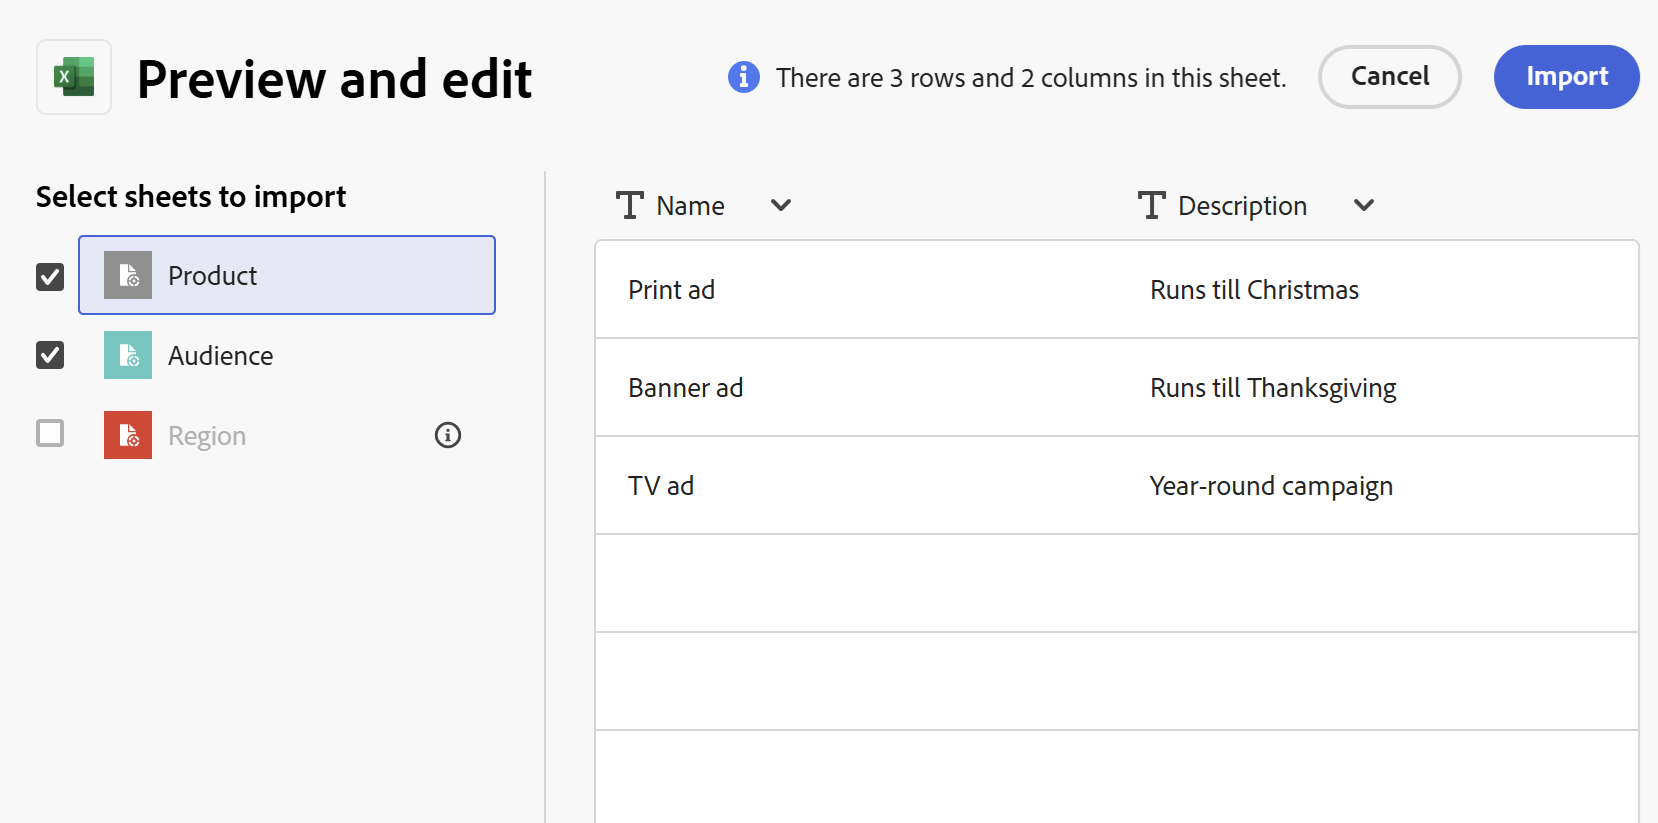 X
Preview and edit
There are 3 rows and 2 columns in this sheet.
Cancel
Import
Select sheets to import
Product
Audience
Region
Name
Description
Print ad
Runs till Christmas
Banner ad
Runs till Thanksgiving
TV ad
Year-round campaign